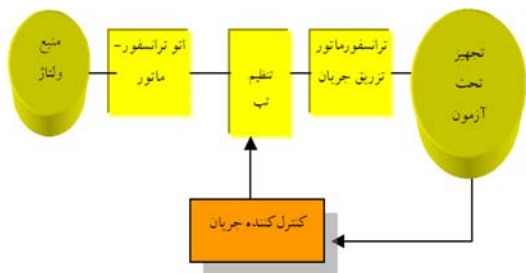 منبع
ولتاژ
اتو ترانسفور-
ماتور
تنظیم
تپ
ترانسفورماتور
تزریق جریان
تجهیز
تحت
آزمون
کنترل‌کننده جریان